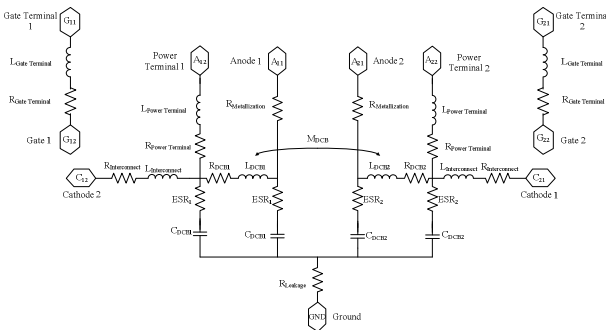 Gate Terminal
1
G11
LGate Terminal
RGate Terminal
Gate 1
G12
Power
Terminal 1
A12
LPower Terminal
RPower Terminal
Anode 1
A11
RMetallization
Anode 2
A21
RMetallization
A22
Power
Terminal 2
LPower Terminal
RPower Terminal
G21
Gate Terminal
2
LGate Terminal
RGate Terminal
G22
Gate 2
MDCB
C12
Cathode 2
RInterconnect
LInterconnect
RDCB1
LDCB1
LDCB2
RDCB2
LInterconnect
RInterconnect
C21
Cathode 1
ESR1
ESR1
ESR2
ESR2
CDCB1
CDCB1
CDCB2
CDCB2
RLeakage
GND
Ground